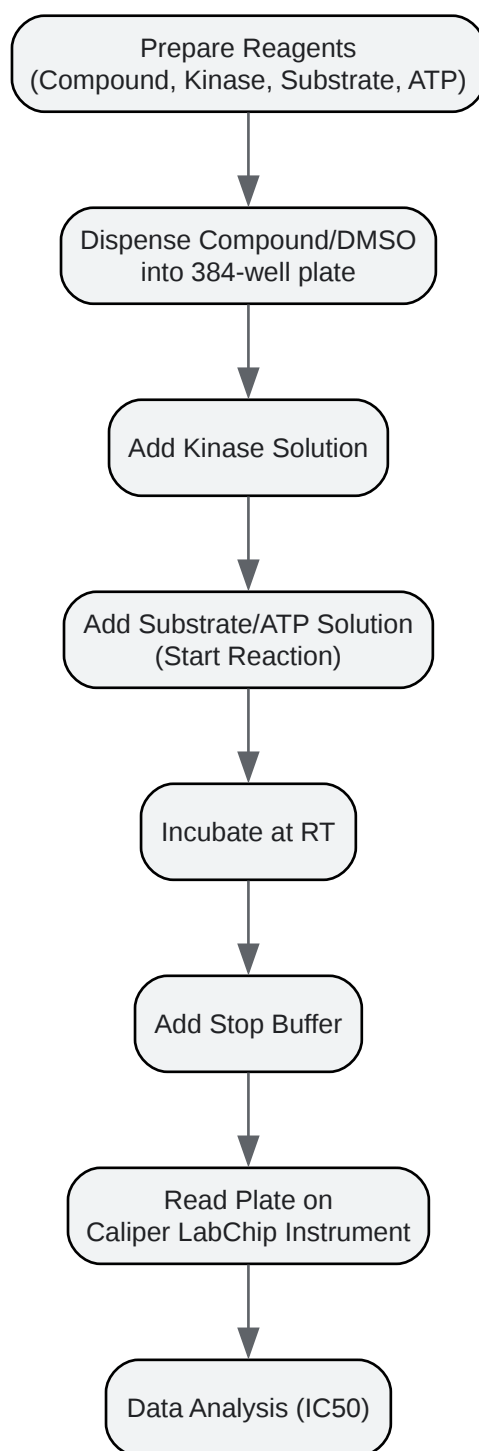 Prepare Reagents
(Compound, Kinase, Substrate, ATP)
Dispense Compound/DMSO
into 384-well plate
Add Kinase Solution
Add Substrate/ATP Solution
(Start Reaction)
Incubate at RT
Add Stop Buffer
Read Plate on
Caliper LabChip Instrument
Data Analysis (IC50)